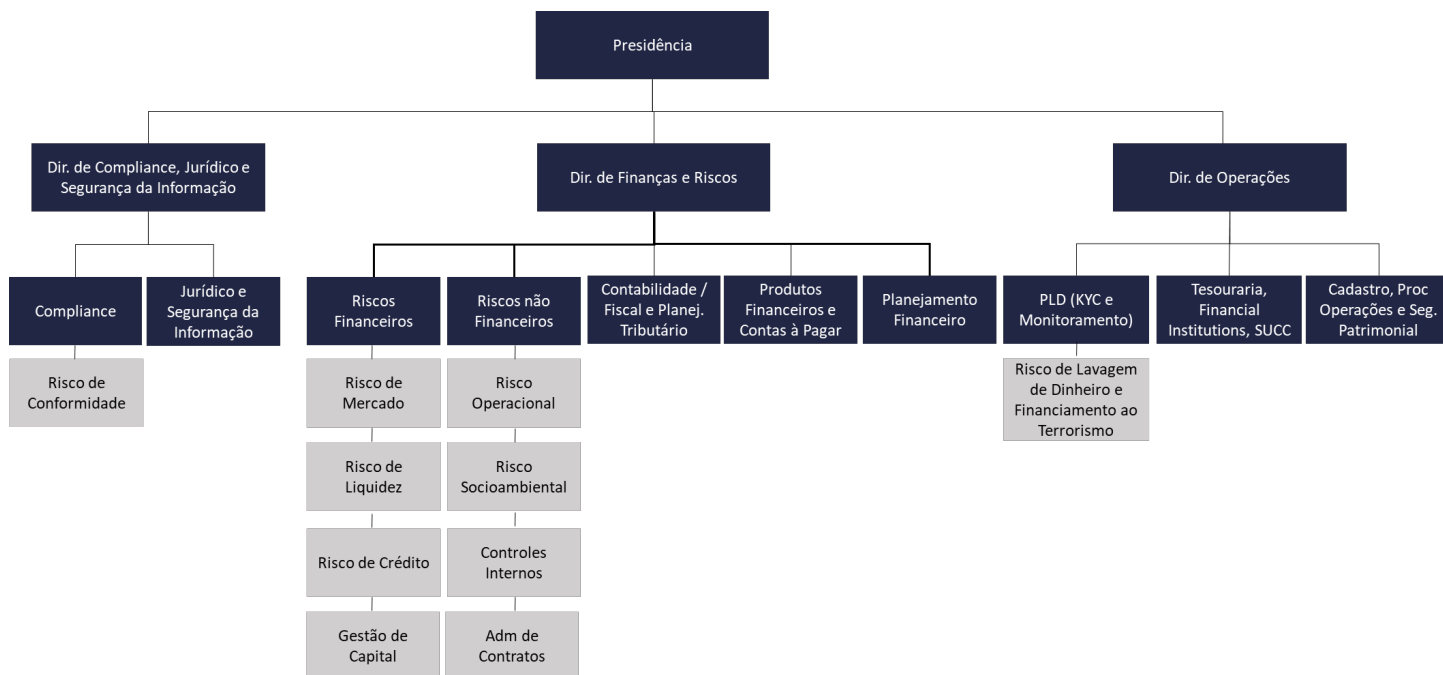 Presidência
Dir. de Compliance, Jurídico e
Segurança da Informação
Dir. de Finanças e Riscos
Dir. de Operações
Compliance
Jurídico e
Segurança da
Informação
Riscos
Financeiros
Riscos não
Financeiros
Contabilidade /
Fiscal e Planej.
Tributário
Produtos
Financeiros e
Contas à Pagar
Planejamento
Financeiro
PLD (KYC e
Monitoramento)
Tesouraria,
Financial
Institutions, SUCC
Cadastro, Proc
Operações e Seg.
Patrimonial
Risco de
Conformidade
Risco de
Mercado
Risco
Operacional
Risco de Lavagem
de Dinheiro e
Financiamento ao
Terrorismo
Risco de
Liquidez
Risco
Socioambiental
Risco de Crédito
Controles
Internos
Gestão de
Capital
Adm de
Contratos